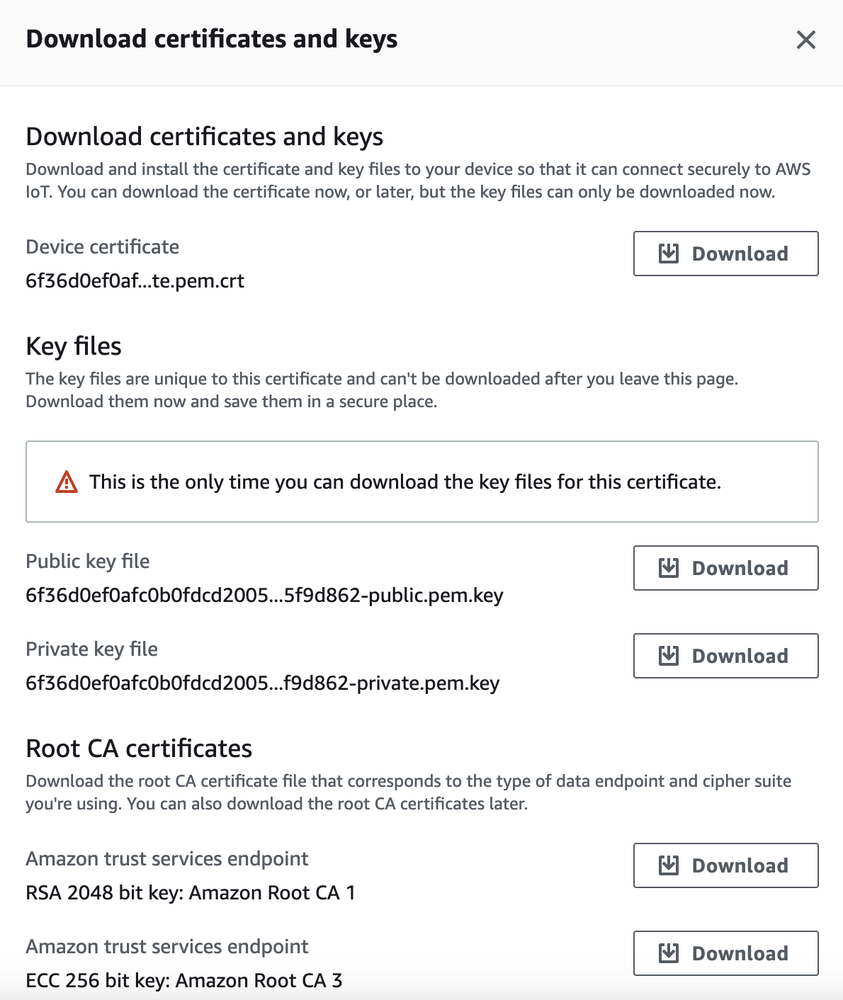 Download certificates and keys
Download certificates and keys
Download and install the certificate and key files to your device so that it can connect securely to AWS
IoT. You can download the certificate now, or later, but the key files can only be downloaded now.
Device certificate
Download
6f36d0ef0af...te.pem.crt
Key files
The key files are unique to this certificate and can't be downloaded after you leave this page.
Download them now and save them in a secure place.
This is the only time you can download the key files for this certificate.
Public key file
Download
6f36d0ef0afc0b0fdcd2005...5f9d862-public.pem.key
Private key file
Download
6f36d0ef0afc0b0fdcd2005...f9d862-private.pem.key
Root CA certificates
Download the root CA certificate file that corresponds to the type of data endpoint and cipher suite
you're using. You can also download the root CA certificates later.
Amazon trust services endpoint
Download
RSA 2048 bit key: Amazon Root CA 1
Amazon trust services endpoint
Download
ECC 256 bit key: Amazon Root CA 3